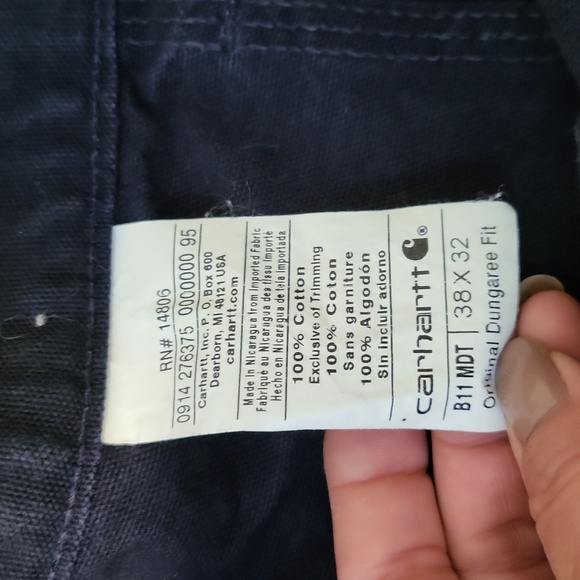 carhartt®
B11 MDT 38 X 32
Original Dungaree Fit
100% Cotton
Exclusive of Trimming
100% Coton
Sans garniture
100% Algodón
Sin incluir adorno
Made in Nicaragua from Imported Fabric
Fabriqué au Nicaragua des tissu importe
Hecho en Nicaragua de tela importada
Carhartt, Inc. P. O. Box 600
Dearborn, MI 48121 USA
carhartt.com
0914 276375 0000000 95
RN# 14806